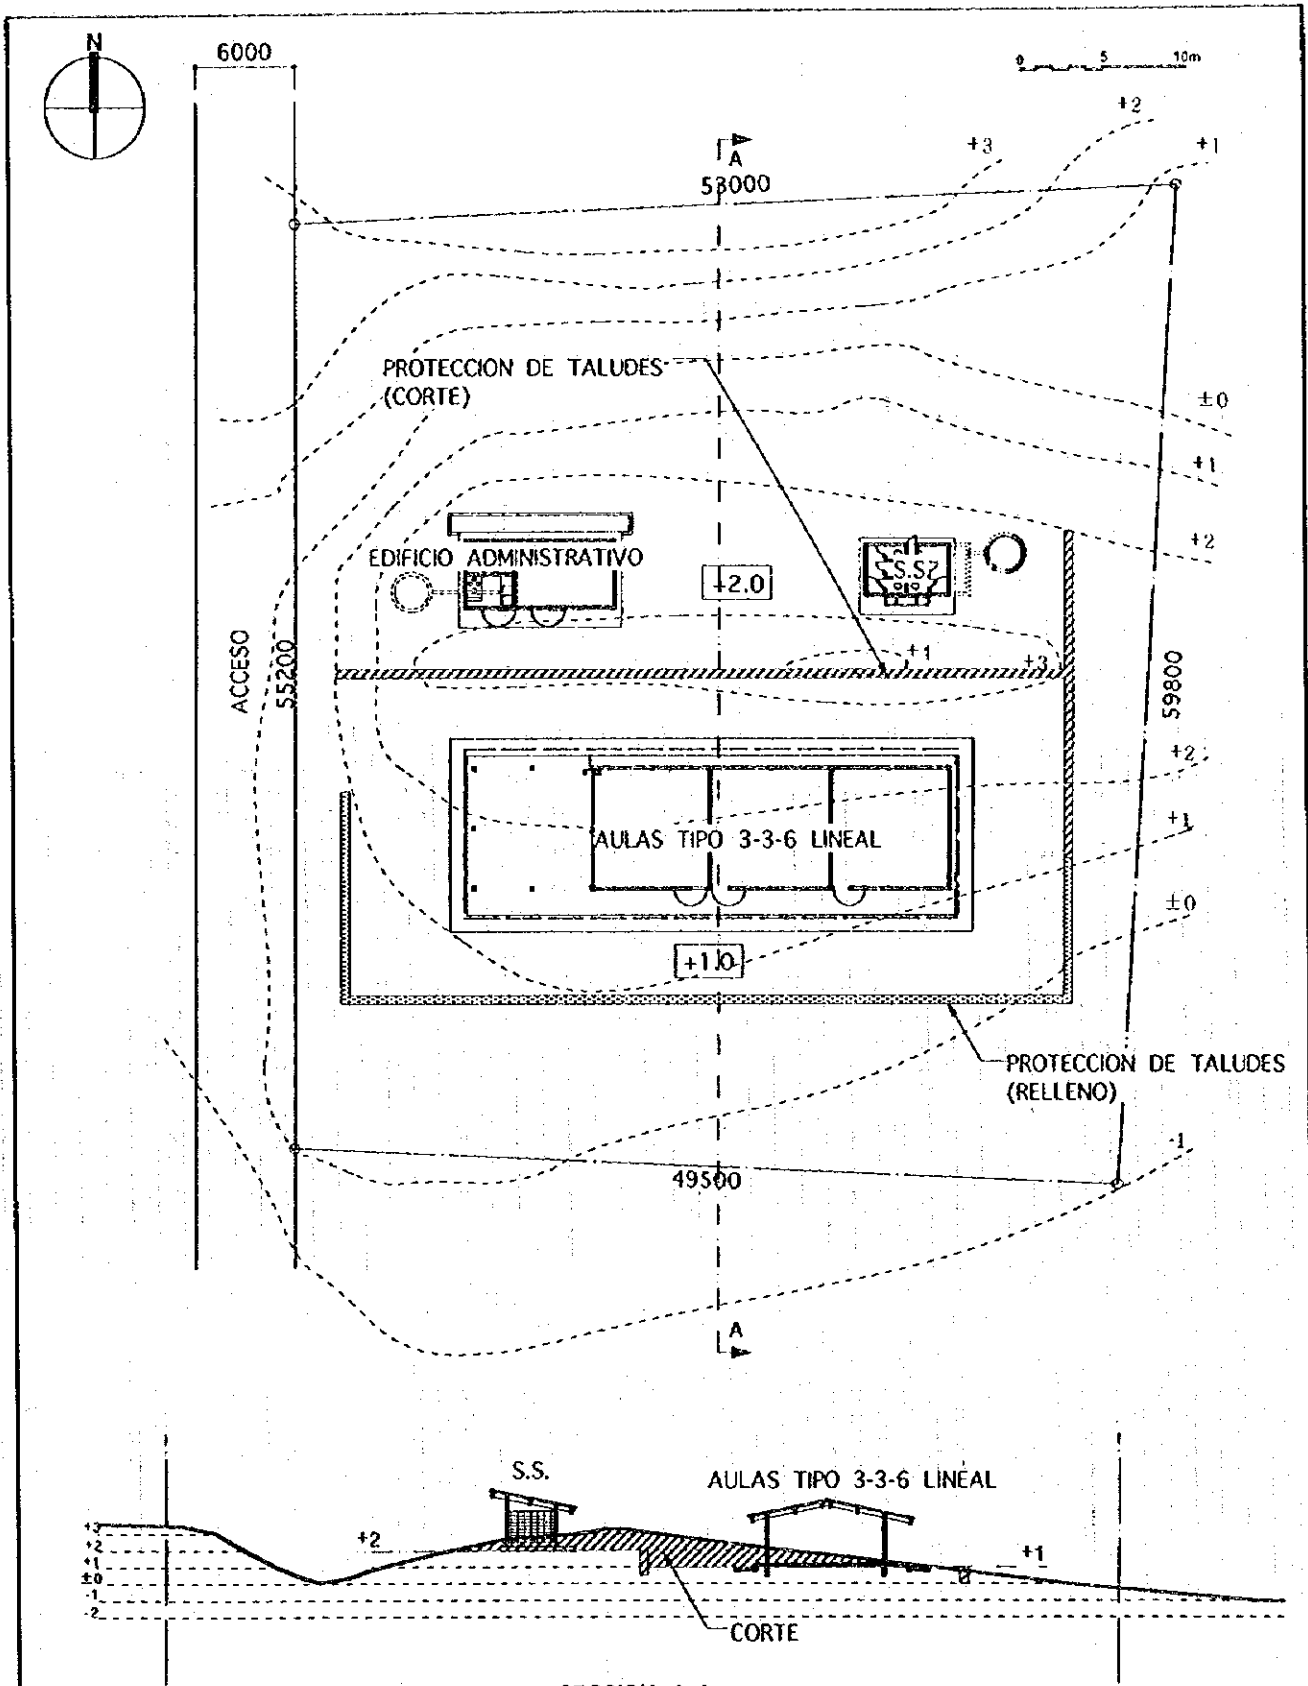 N
6000
0 5 10m
+3
+2
+1
A
53000
PROTECCION DE TALUDES
(CORTE)
±0
+1
+2
EDIFICIO ADMINISTRATIVO
+2.0
S.S.
ACCESO
55200
+1
+3
59800
+2
+1
AULAS TIPO 3-3-6 LINEAL
±0
+1.0
PROTECCION DE TALUDES
(RELLENO)
-1
49500
A
S.S.
AULAS TIPO 3-3-6 LINEAL
+3
+2
+1
±0
-1
-2
+2
+1
CORTE